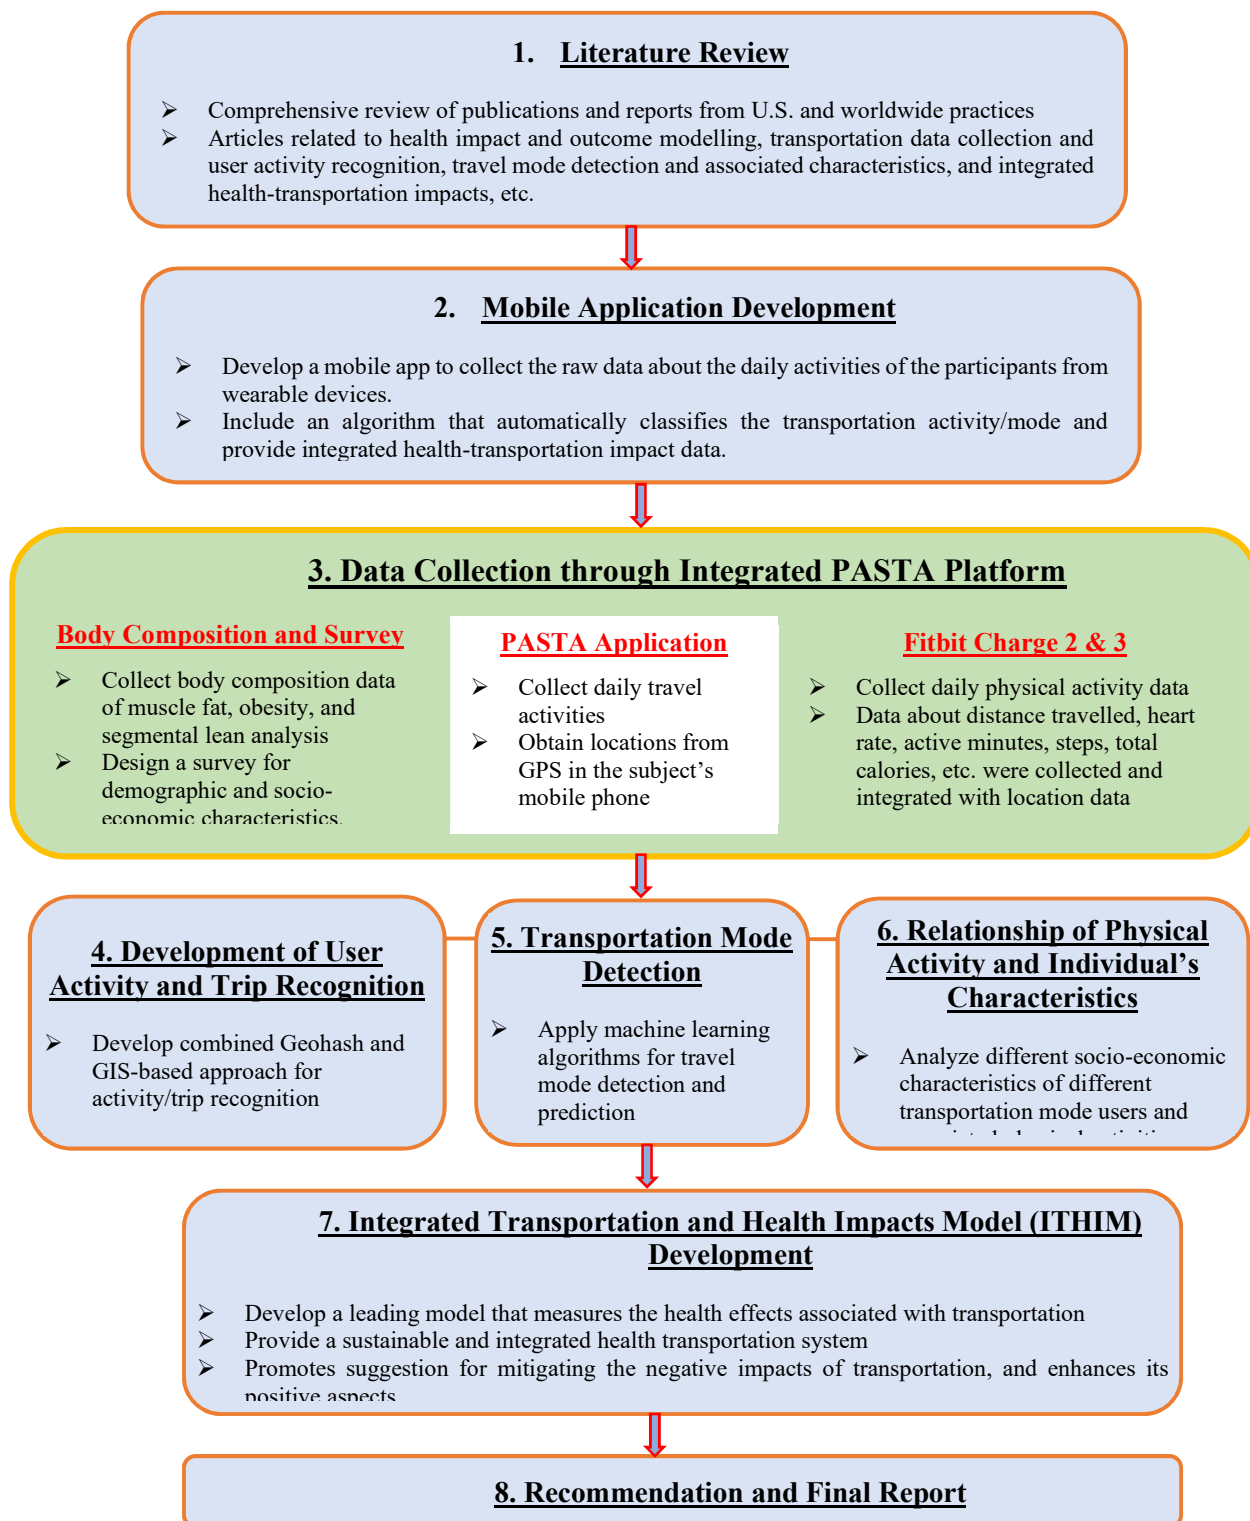 1. Literature Review
➢ Comprehensive review of publications and reports from U.S. and worldwide practices
➢ Articles related to health impact and outcome modelling, transportation data collection and
user activity recognition, travel mode detection and associated characteristics, and integrated
health-transportation impacts, etc.
2. Mobile Application Development
➢ Develop a mobile app to collect the raw data about the daily activities of the participants from
wearable devices.
➢ Include an algorithm that automatically classifies the transportation activity/mode and
provide integrated health-transportation impact data.
3. Data Collection through Integrated PASTA Platform
Body Composition and Survey
➢ Collect body composition data
of muscle fat, obesity, and
segmental lean analysis
➢ Design a survey for
demographic and socio-
economic characteristics.
PASTA Application
➢ Collect daily travel
activities
➢ Obtain locations from
GPS in the subject’s
mobile phone
Fitbit Charge 2 & 3
➢ Collect daily physical activity data
➢ Data about distance travelled, heart
rate, active minutes, steps, total
calories, etc. were collected and
integrated with location data
4. Development of User
Activity and Trip Recognition
➢ Develop combined Geohash and
GIS-based approach for
activity/trip recognition
5. Transportation Mode
Detection
➢ Apply machine learning
algorithms for travel
mode detection and
prediction
6. Relationship of Physical
Activity and Individual’s
Characteristics
➢ Analyze different socio-economic
characteristics of different
transportation mode users and
7. Integrated Transportation and Health Impacts Model (ITHIM)
Development
➢ Develop a leading model that measures the health effects associated with transportation
➢ Provide a sustainable and integrated health transportation system
➢ Promotes suggestion for mitigating the negative impacts of transportation, and enhances its
positive aspects
8. Recommendation and Final Report